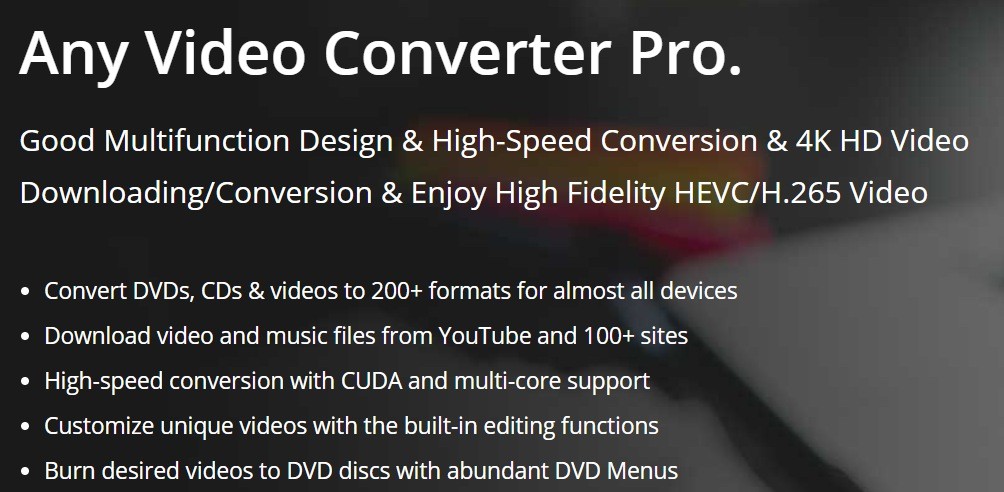 Any Video Converter Pro.
Good Multifunction Design & High-Speed Conversion & 4K HD Video
Downloading/Conversion & Enjoy High Fidelity HEVC/H.265 Video
• Convert DVDs, CDs & videos to 200+ formats for almost all devices
• Download video and music files from YouTube and 100+ sites
• High-speed conversion with CUDA and multi-core support
• Customize unique videos with the built-in editing functions
• Burn desired videos to DVD discs with abundant DVD Menus